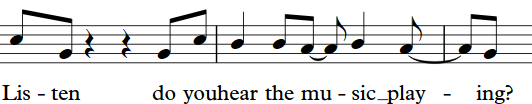 Lis - ten do youhear the mu - sic_play - ing?